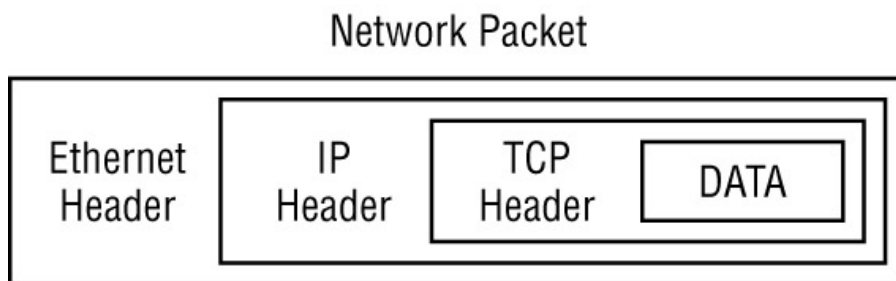 Network Packet
Ethernet
Header
IP
Header
TCP
Header
DATA